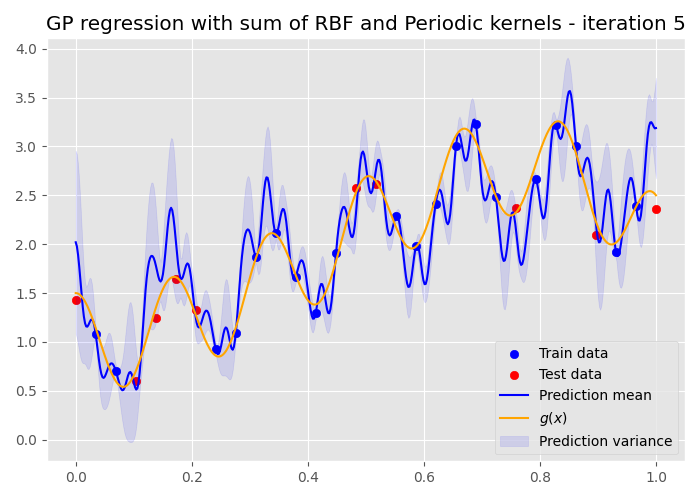 GP regression with sum of RBF and Periodic kernels - iteration 5
4.0
3.5
3.0
2.5
2.0
1.5
1.0
0.5
0.0
Train data
Test data
Prediction mean
g(x)
Prediction variance
0.0 0.2 0.4 0.6 0.8 1.0